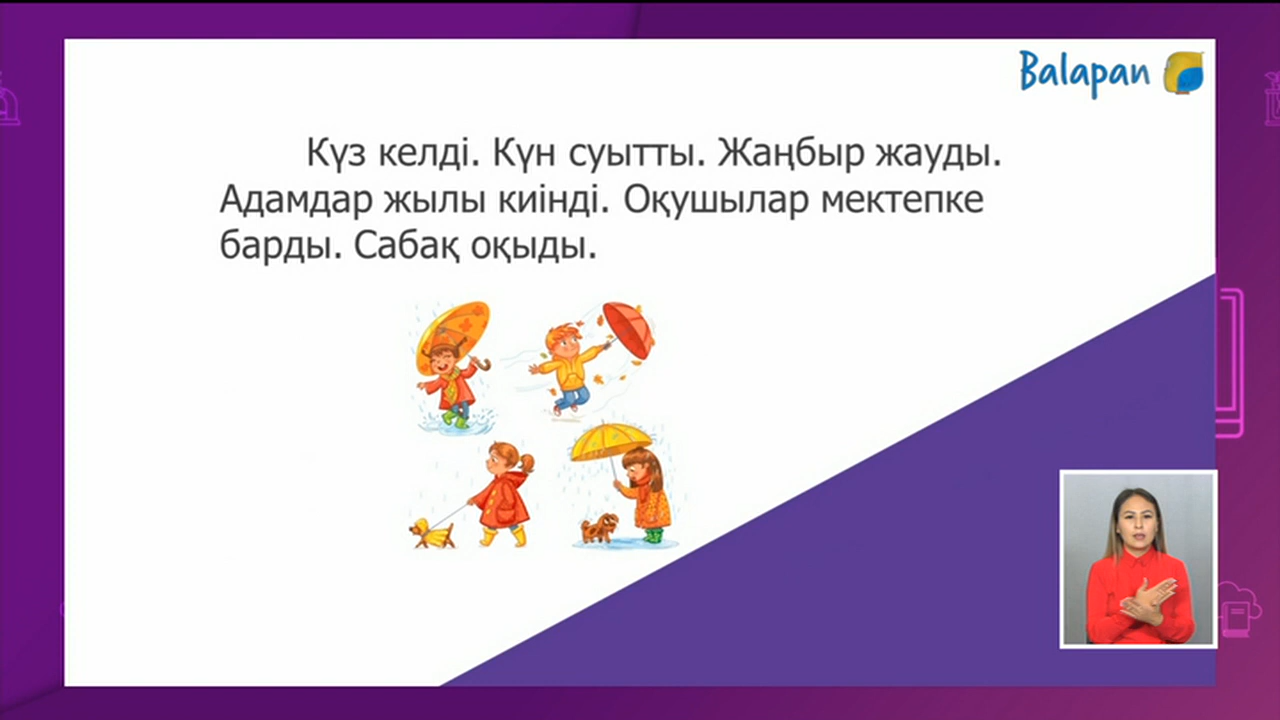 Balapan
Күз келді. Күн суытты. Жаңбыр жауды.
Адамдар жылы киінді. Оқушылар мектепке
барды. Сабақ оқыды.